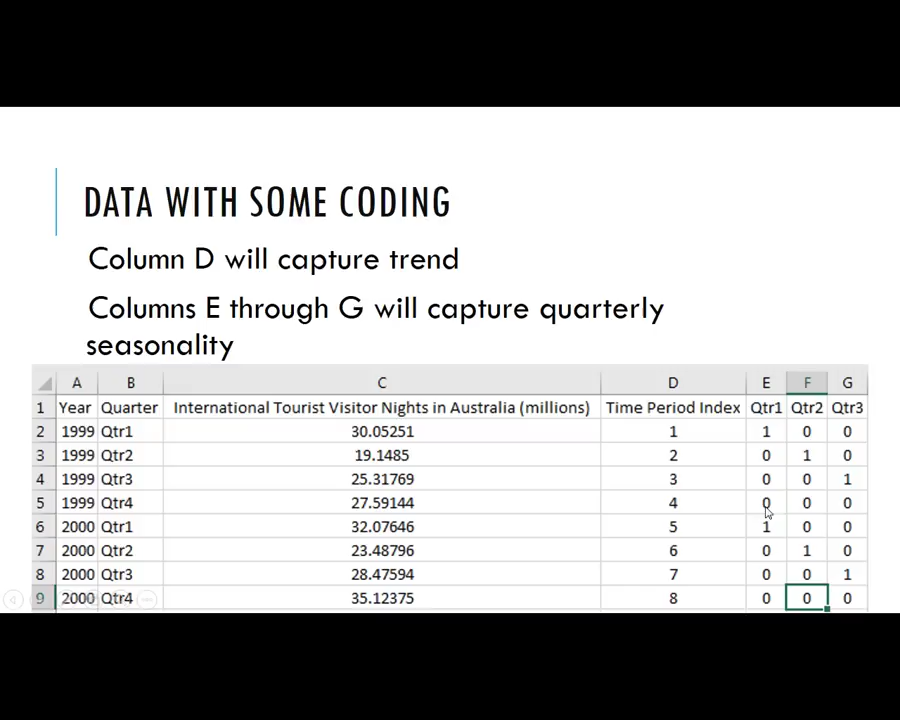 DATA WITH SOME CODING
Column D will capture trend
Columns E through G will capture quarterly
seasonality
A B C D E F G
1 Year Quarter International Tourist Visitor Nights in Australia (millions) Time Period Index Qtr1 Qtr2 Qtr3
2 1999 Qtr1 30.05251 1 1 0 0
3 1999 Qtr2 19.1485 2 0 1 0
4 1999 Qtr3 25.31769 3 0 0 1
5 1999 Qtr4 27.59144 4 0 0 0
6 2000 Qtr1 32.07646 5 1 0 0
7 2000 Qtr2 23.48796 6 0 1 0
8 2000 Qtr3 28.47594 7 0 0 1
9 2000 Qtr4 35.12375 8 0 0 0